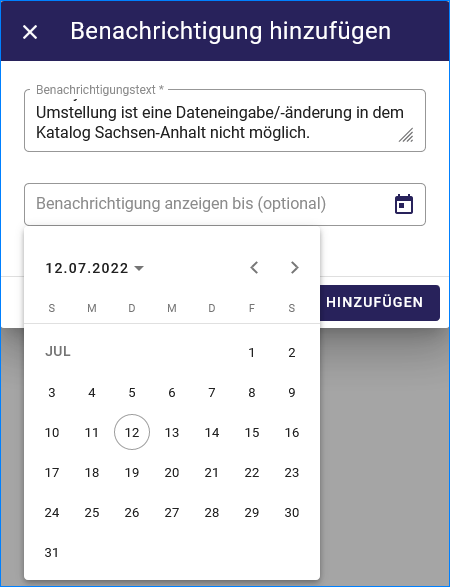 Benachrichtigung hinzufügen
Benachrichtigungstext *
Umstellung ist eine Dateneingabe/-änderung in dem
Katalog Sachsen-Anhalt nicht möglich.
Benachrichtigung anzeigen bis (optional)
12.07.2022
S M D M D F S
HINZUFÜGEN
JUL 1 2
3 4 5 6 7 8 9
10 11 12 13 14 15 16
17 18 19 20 21 22 23
24 25 26 27 28 29 30
31